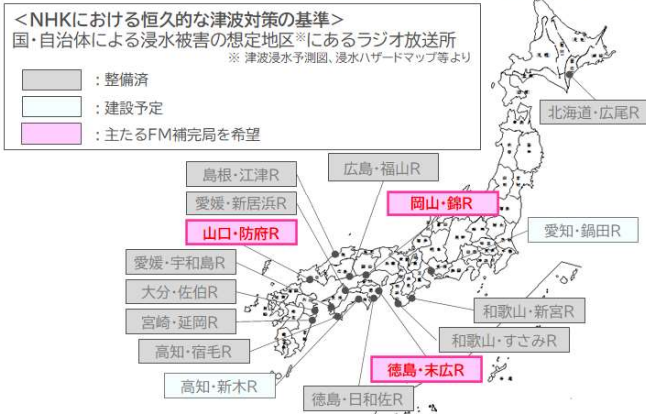 ＜NHKにおける恒久的な津波対策の基準＞
国・自治体による浸水被害の想定地区※にあるラジオ放送所
※ 津波浸水予測図、浸水ハザードマップ等より
：整備済
：建設予定
：主たるFM補完局を希望
北海道・広尾R
島根・江津R
広島・福山R
愛媛・新居浜R
岡山・錦R
山口・防府R
愛知・鍋田R
愛媛・宇和島R
大分・佐伯R
和歌山・新宮R
宮崎・延岡R
和歌山・すさみR
高知・宿毛R
徳島・末広R
高知・新木R
徳島・日和佐R